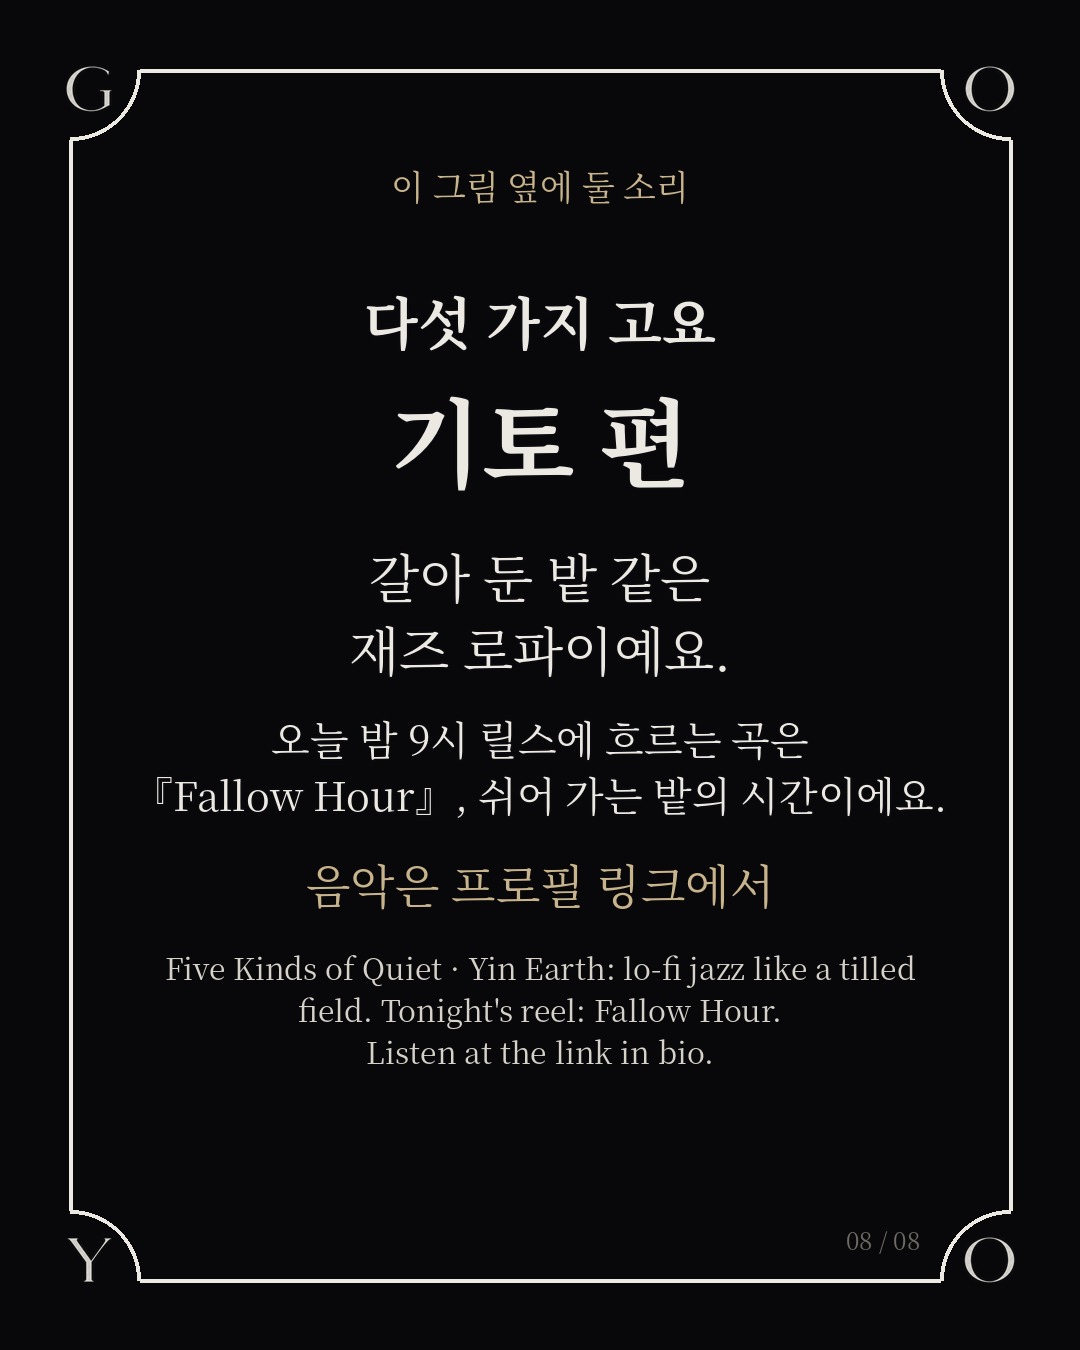 G O
이 그림 옆에 둘 소리
다섯 가지 고요
기토 편
갈아 둔 밭 같은
재즈 로파이예요.
오늘 밤 9시 릴스에 흐르는 곡은
『Fallow Hour』, 쉬어 가는 밭의 시간이에요.
음악은 프로필 링크에서
Five Kinds of Quiet · Yin Earth: lo-fi jazz like a tilled
field. Tonight's reel: Fallow Hour.
Listen at the link in bio.
08 / 08
Y O